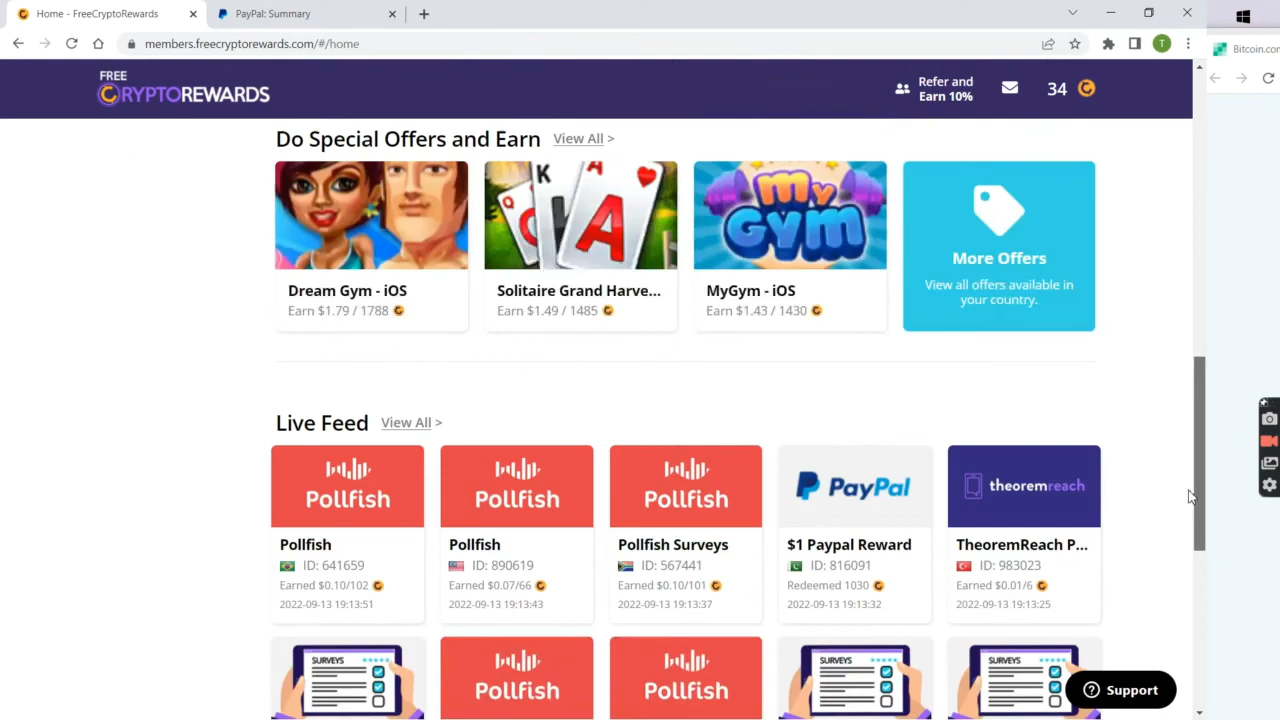 Home - FreeCryptoRewards
PayPal: Summary
members.freecryptorewards.com/#/home
T
Bitcoin.con
FREE
CRYPTOREWARDS
Refer and
Earn 10%
34
Do Special Offers and Earn View All >
K
A
MY
GYM
More Offers
View all offers available in
your country.
Dream Gym - iOS
Earn $1.79 / 1788
Solitaire Grand Harve...
Earn $1.49 / 1485
MyGym - iOS
Earn $1.43 / 1430
Live Feed View All >
Pollfish
Pollfish
Pollfish
PayPal
theoremreach
Pollfish
ID: 641659
Earned $0.10/102
2022-09-13 19:13:51
Pollfish
ID: 890619
Earned $0.07/66
2022-09-13 19:13:43
Pollfish Surveys
ID: 567441
Earned $0.10/101
2022-09-13 19:13:37
$1 Paypal Reward
ID: 816091
Redeemed 1030
2022-09-13 19:13:32
TheoremReach P...
ID: 983023
Earned $0.01/6
2022-09-13 19:13:25
SURVEYS
Pollfish
Pollfish
SURVEYS
SURVEYS
Support